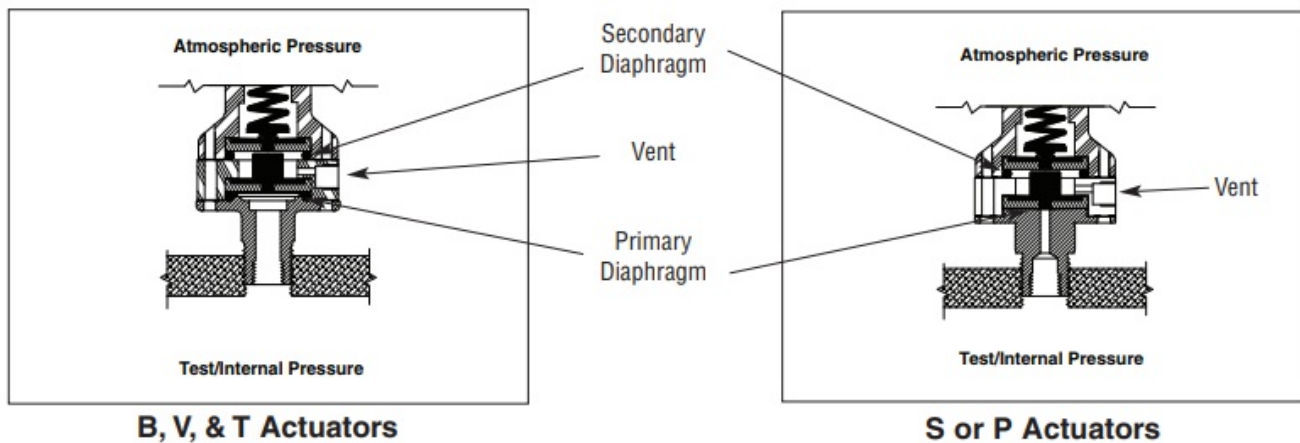 Atmospheric Pressure
Secondary
Diaphragm
Vent
Primary
Diaphragm
Test/Internal Pressure
B, V, & T Actuators
Atmospheric Pressure
Vent
Test/Internal Pressure
S or P Actuators